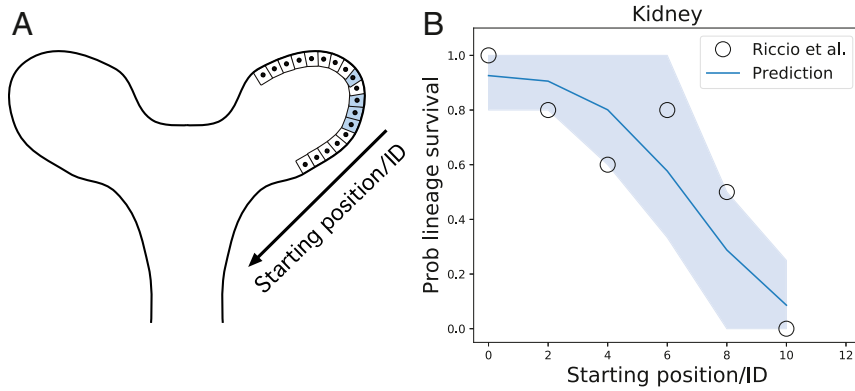 A
Starting position/ID
B
Kidney
Prob lineage survival
1.0
0.8
0.6
0.4
0.2
0.0
Riccio et al.
Prediction
0
2
4
6
8
10
12
Starting position/ID